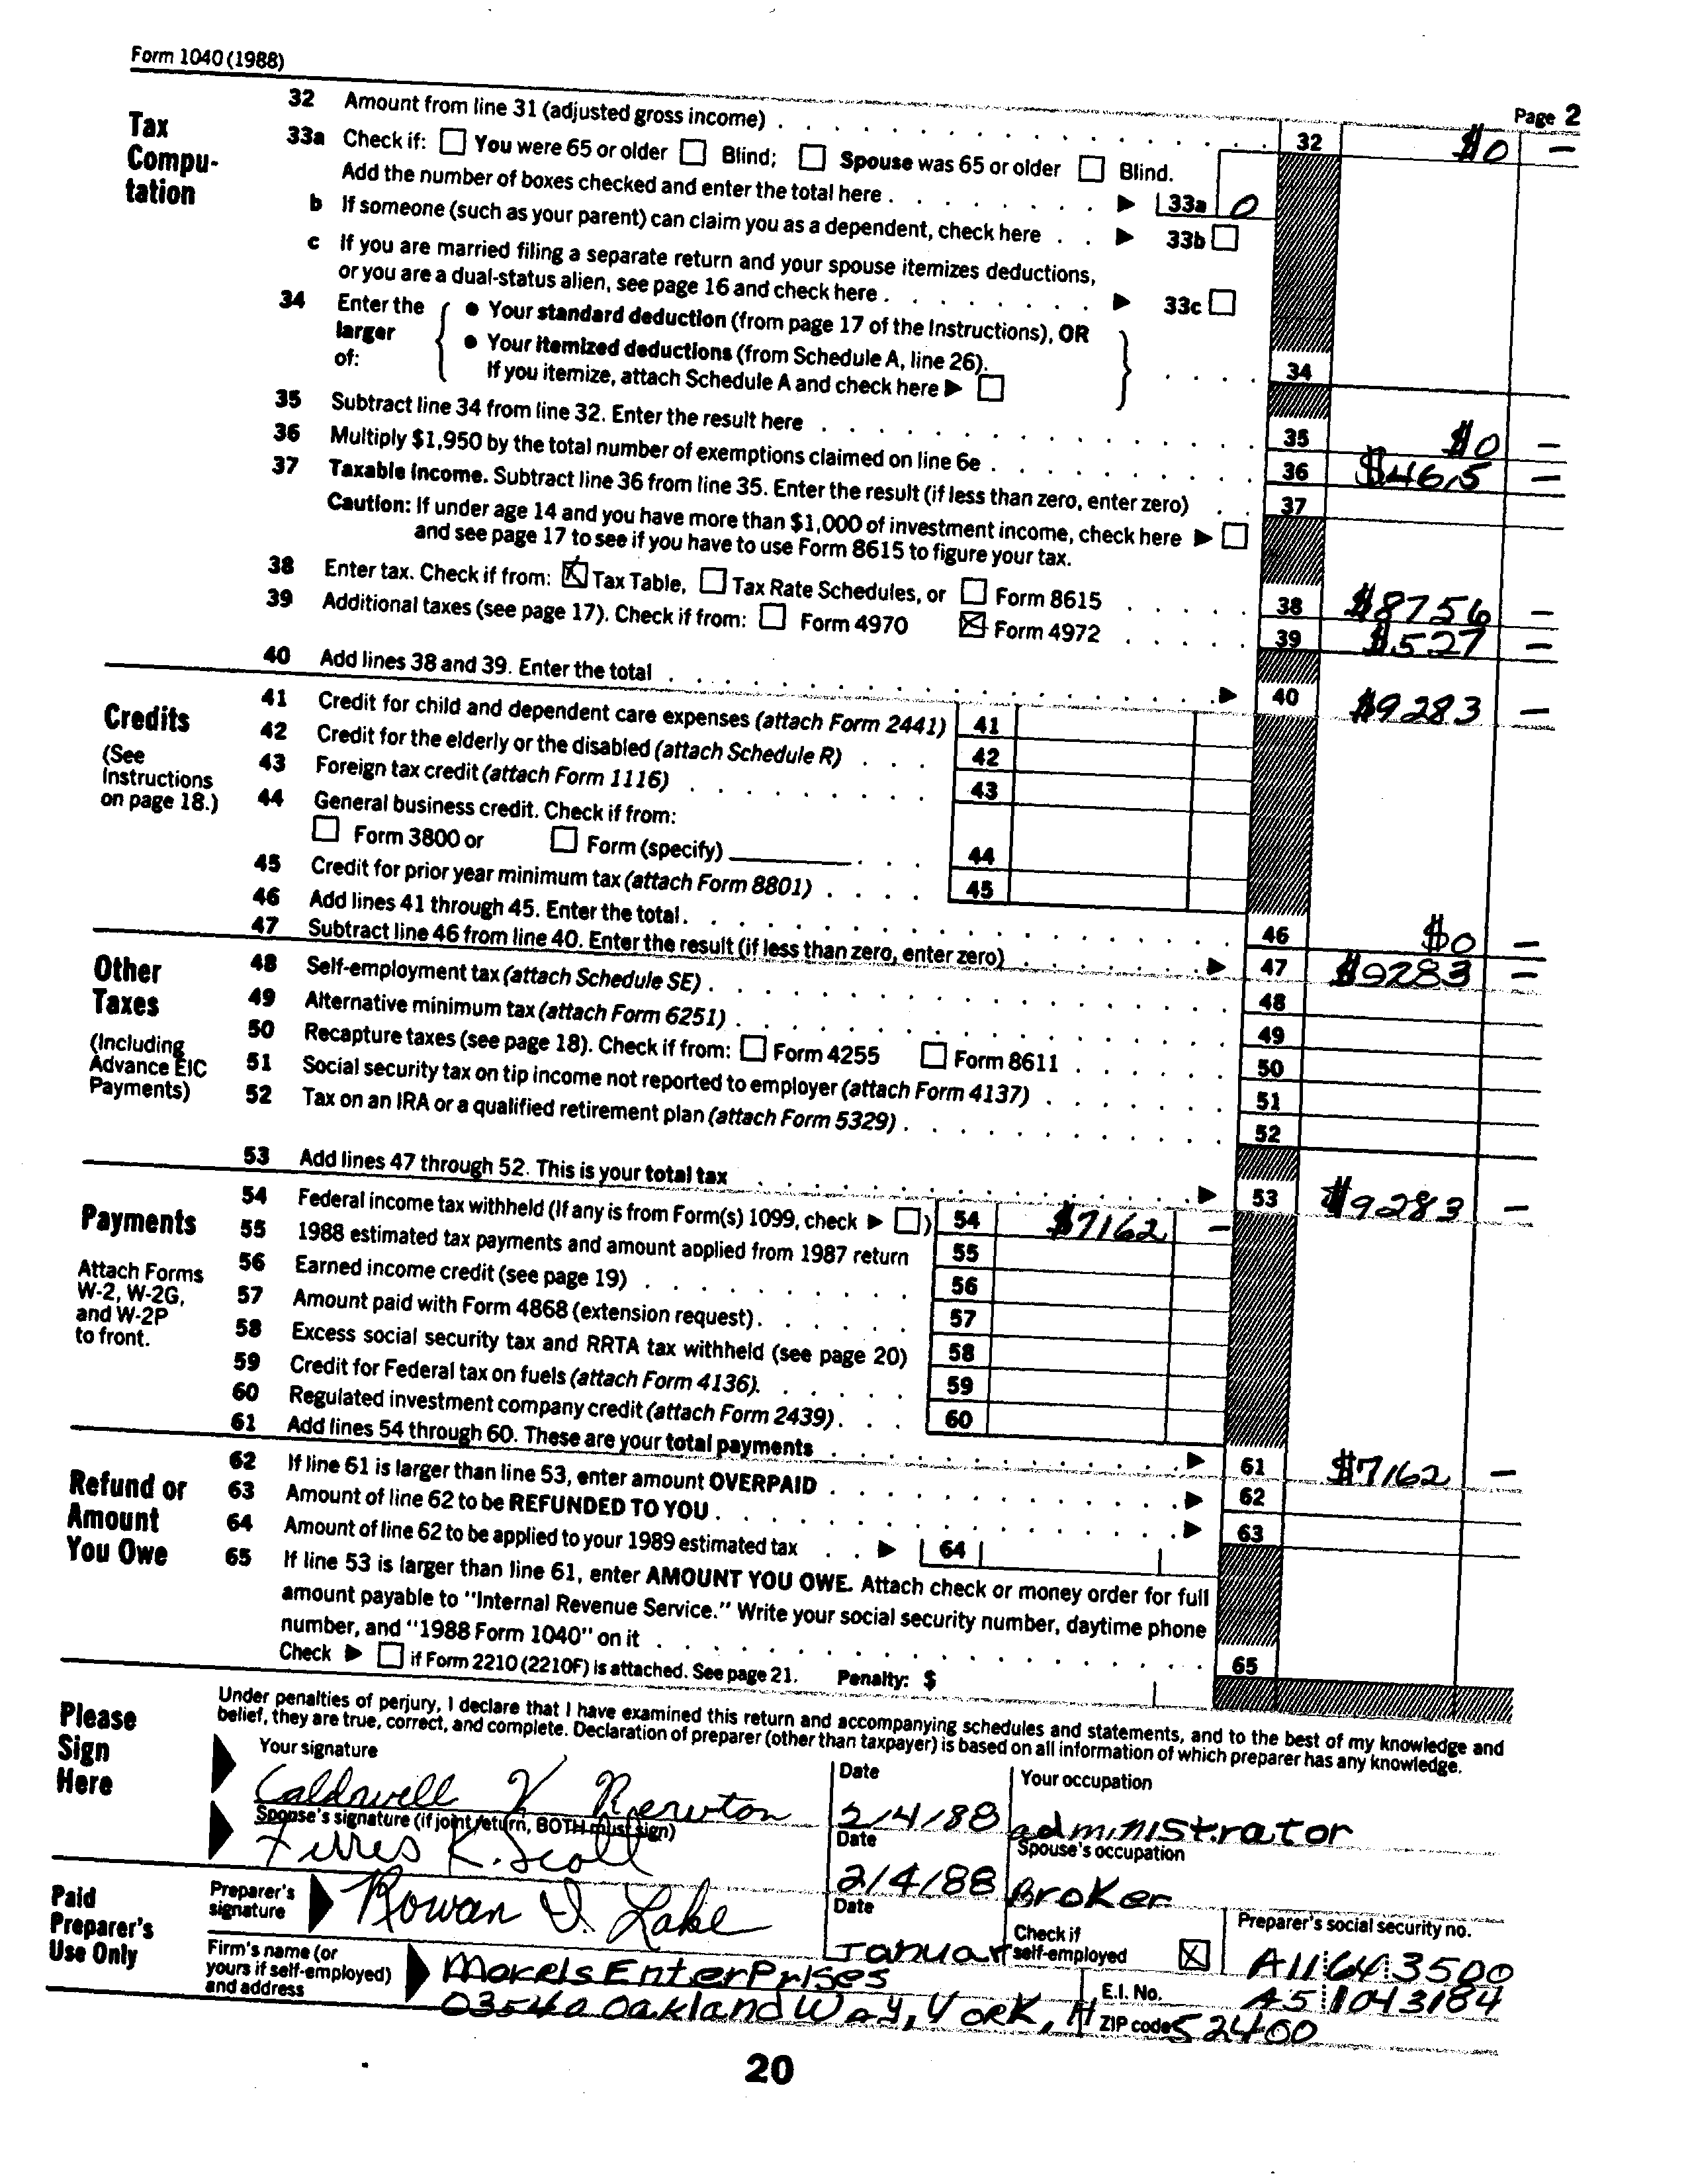 Form 1040 (1988)
Page 2
Tax Compu-tation
32 Amount from line 31 (adjusted gross income) 32 $0 —
33a Check if: You were 65 or older Blind; Spouse was 65 or older Blind.
Add the number of boxes checked and enter the total here 33a 0
b If someone (such as your parent) can claim you as a dependent, check here 33b
c If you are married filing a separate return and your spouse itemizes deductions,
or you are a dual-status alien, see page 16 and check here 33c
34 Enter the larger of: { • Your standard deduction (from page 17 of the Instructions), OR
• Your itemized deductions (from Schedule A, line 26).
If you itemize, attach Schedule A and check here } 34
35 Subtract line 34 from line 32. Enter the result here 35 $0 —
36 Multiply $1,950 by the total number of exemptions claimed on line 6e 36 $465 —
37 Taxable income. Subtract line 36 from line 35. Enter the result (if less than zero, enter zero) 37
Caution: If under age 14 and you have more than $1,000 of investment income, check here
and see page 17 to see if you have to use Form 8615 to figure your tax.
38 Enter tax. Check if from: X Tax Table, Tax Rate Schedules, or Form 8615 38 $8756 —
39 Additional taxes (see page 17). Check if from: Form 4970 X Form 4972 39 $527 —
40 Add lines 38 and 39. Enter the total 40 $9283 —
Credits
(See Instructions on page 18.)
41 Credit for child and dependent care expenses (attach Form 2441) 41
42 Credit for the elderly or the disabled (attach Schedule R) 42
43 Foreign tax credit (attach Form 1116) 43
44 General business credit. Check if from:
Form 3800 or Form (specify) 44
45 Credit for prior year minimum tax (attach Form 8801) 45
46 Add lines 41 through 45. Enter the total 46 $0 —
47 Subtract line 46 from line 40. Enter the result (if less than zero, enter zero) 47 $9283 —
Other Taxes
(Including Advance EIC Payments)
48 Self-employment tax (attach Schedule SE) 48
49 Alternative minimum tax (attach Form 6251) 49
50 Recapture taxes (see page 18). Check if from: Form 4255 Form 8611 50
51 Social security tax on tip income not reported to employer (attach Form 4137) 51
52 Tax on an IRA or a qualified retirement plan (attach Form 5329) 52
53 Add lines 47 through 52. This is your total tax 53 $9283 —
Payments
Attach Forms W-2, W-2G, and W-2P to front.
54 Federal income tax withheld (If any is from Form(s) 1099, check ) 54 $7162 —
55 1988 estimated tax payments and amount applied from 1987 return 55
56 Earned income credit (see page 19) 56
57 Amount paid with Form 4868 (extension request) 57
58 Excess social security tax and RRTA tax withheld (see page 20) 58
59 Credit for Federal tax on fuels (attach Form 4136) 59
60 Regulated investment company credit (attach Form 2439) 60
61 Add lines 54 through 60. These are your total payments 61 $7162 —
Refund or Amount You Owe
62 If line 61 is larger than line 53, enter amount OVERPAID 62
63 Amount of line 62 to be REFUNDED TO YOU 63
64 Amount of line 62 to be applied to your 1989 estimated tax 64
65 If line 53 is larger than line 61, enter AMOUNT YOU OWE. Attach check or money order for full
amount payable to "Internal Revenue Service." Write your social security number, daytime phone
number, and "1988 Form 1040" on it 65
Check if Form 2210 (2210F) is attached. See page 21. Penalty: $
Please Sign Here
Under penalties of perjury, I declare that I have examined this return and accompanying schedules and statements, and to the best of my knowledge and
belief, they are true, correct, and complete. Declaration of preparer (other than taxpayer) is based on all information of which preparer has any knowledge.
Your signature Date Your occupation
Caldwell V Newton 2/4/88 administrator
Spouse's signature (if joint return, BOTH must sign) Date Spouse's occupation
Ferres K. Scott 2/4/88 Broker
Paid Preparer's Use Only
Preparer's signature Rowan I. Lake Date Januar Check if self-employed X Preparer's social security no. A11643500
Firm's name (or yours if self-employed) and address Morels Enterprises E.I. No. A51043184
03540 Oakland Way, York, H ZIP code 52400
20